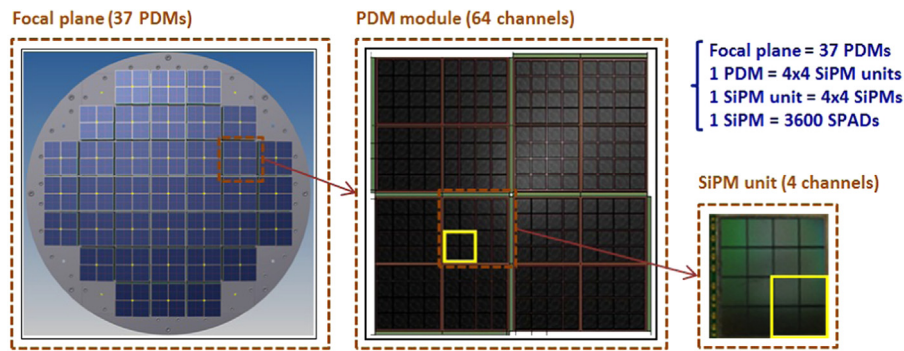 Focal plane (37 PDMs)
PDM module (64 channels)
Focal plane = 37 PDMs
1 PDM = 4x4 SiPM units
1 SiPM unit = 4x4 SiPMs
1 SiPM = 3600 SPADs
SiPM unit (4 channels)